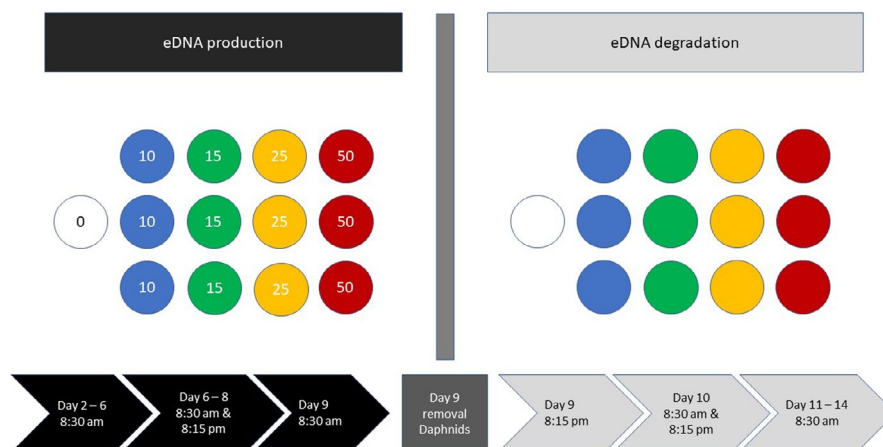 eDNA production
eDNA degradation
10 15 25 50
0 10 15 25 50
10 15 25 50
Day 2 – 6
8:30 am
Day 6 – 8
8:30 am &
8:15 pm
Day 9
8:30 am
Day 9
removal
Daphnids
Day 9
8:15 pm
Day 10
8:30 am &
8:15 pm
Day 11 – 14
8:30 am